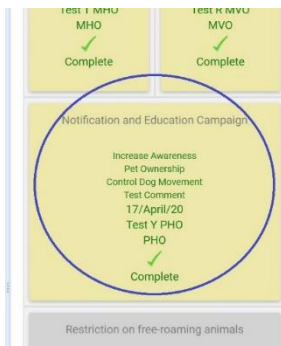 Test T MHO
Test R MVO
MHO
MVO
Complete
Complete
Notification and Education Campaign
Increase Awareness
Pet Ownership
Control Dog Movement
Test Comment
17/April/20
Test Y PHO
PHO
Complete
Restriction on free-roaming animals